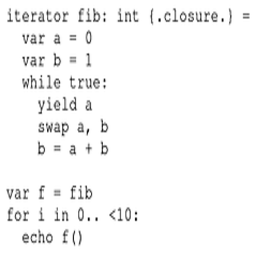 iterator fib: int {.closure.} =
  var a = 0
  var b = 1
  while true:
    yield a
    swap a, b
    b = a + b

var f = fib
for i in 0.. <10:
  echo f()